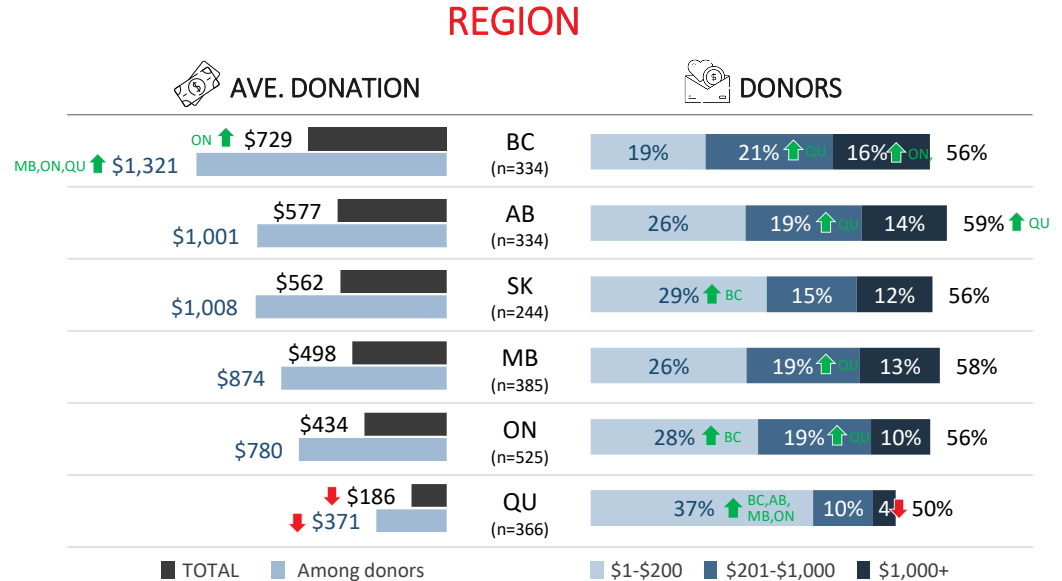 REGION
AVE. DONATION
DONORS
ON $729
MB,ON,QU $1,321
BC
(n=334)
19% 21% QU 16% ON, 56%
$577
$1,001
AB
(n=334)
26% 19% QU 14% 59% QU
$562
$1,008
SK
(n=244)
29% BC 15% 12% 56%
$498
$874
MB
(n=385)
26% 19% QU 13% 58%
$434
$780
ON
(n=525)
28% BC 19% QU 10% 56%
$186
$371
QU
(n=366)
37% BC,AB,
MB,ON
10% 4 50%
TOTAL Among donors
$1-$200 $201-$1,000 $1,000+